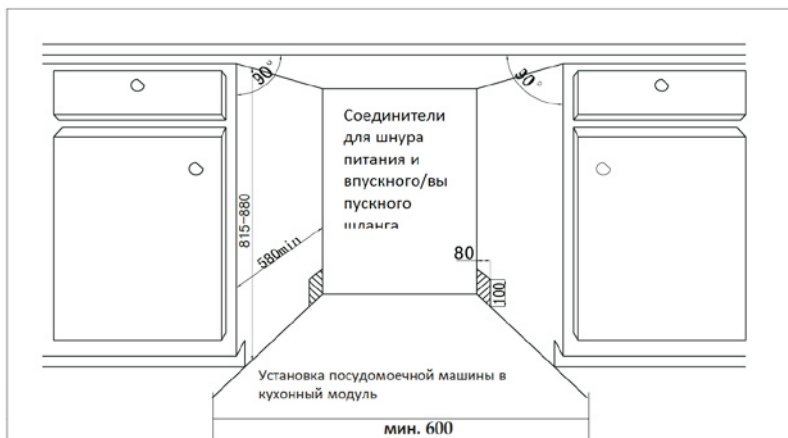 90°
90°
Соединители
для шнура
питания и
впускного/вы
пускного
шланга
815-880
580min
80
100
Установка посудомоечной машины в
кухонный модуль
мин. 600